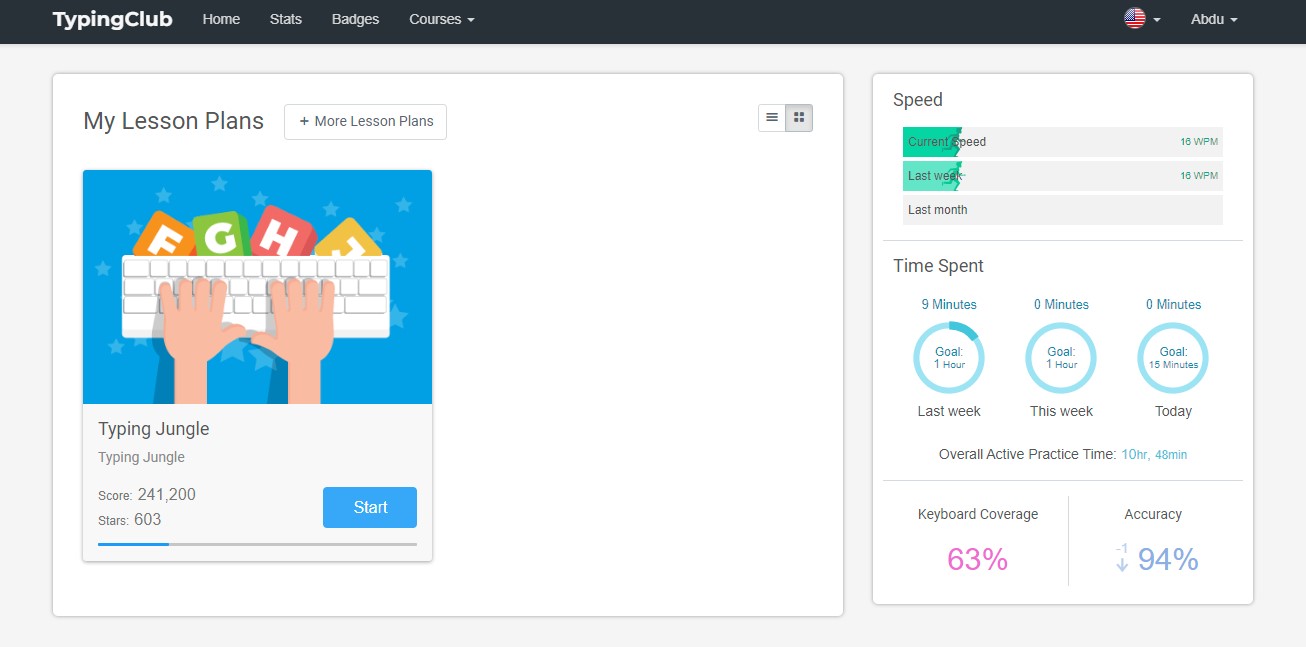 TypingClub Home Stats Badges Courses Abdu
My Lesson Plans + More Lesson Plans
F G H J
Typing Jungle
Typing Jungle
Score: 241,200
Stars: 603
Start
Speed
Current Speed 16 WPM
Last week 16 WPM
Last month
Time Spent
9 Minutes 0 Minutes 0 Minutes
Goal: Goal: Goal:
1 Hour 1 Hour 15 Minutes
Last week This week Today
Overall Active Practice Time: 10hr, 48min
Keyboard Coverage Accuracy
63% -1 94%